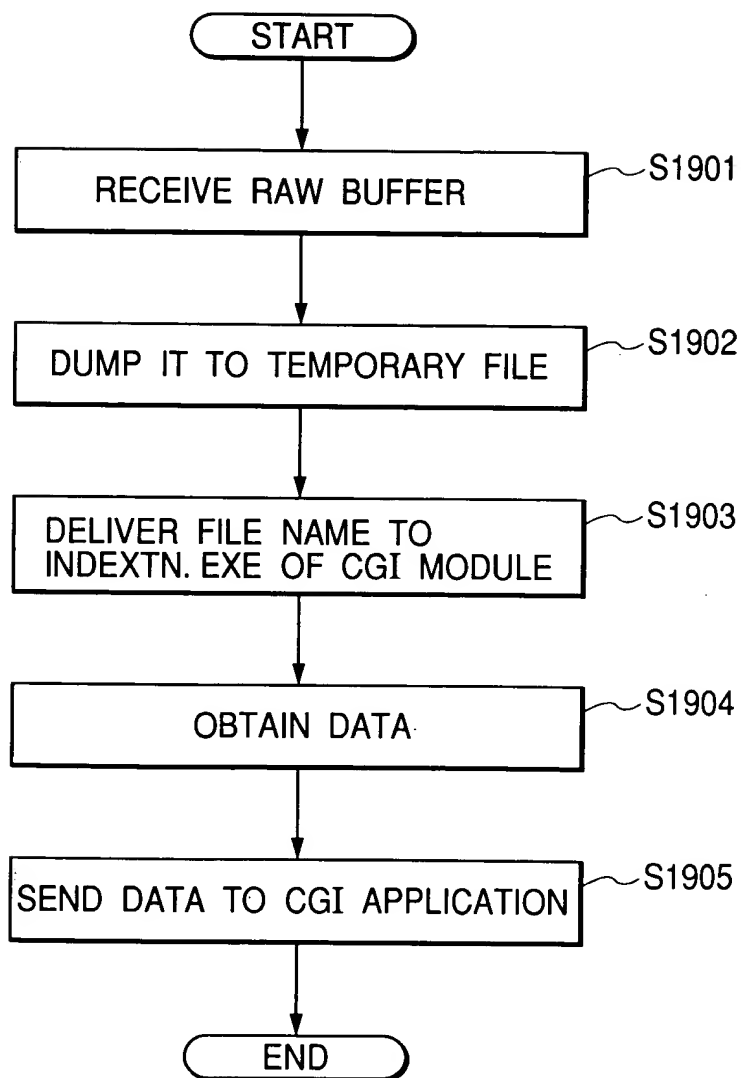 START
RECEIVE RAW BUFFER
S1901
DUMP IT TO TEMPORARY FILE
S1902
DELIVER FILE NAME TO
INDEXTN. EXE OF CGI MODULE
S1903
OBTAIN DATA
S1904
SEND DATA TO CGI APPLICATION
S1905
END